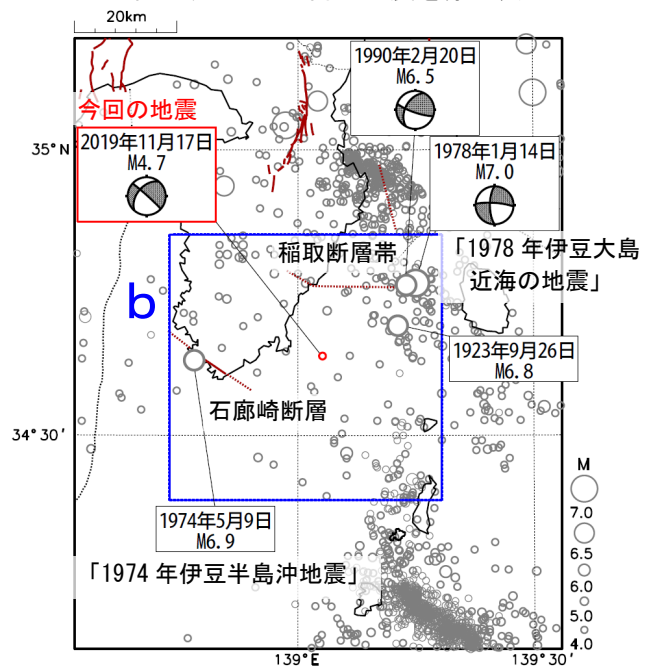 20km
1990年2月20日
M6.5
今回の地震
2019年11月17日
M4.7
35°N
1978年1月14日
M7.0
稲取断層帯
「1978 年伊豆大島
近海の地震」
b
1923年9月26日
M6.8
石廊崎断層
34°30′
1974年5月9日
M6.9
「1974 年伊豆半島沖地震」
M
7.0
6.5
6.0
5.0
4.0
139°E
139°30′